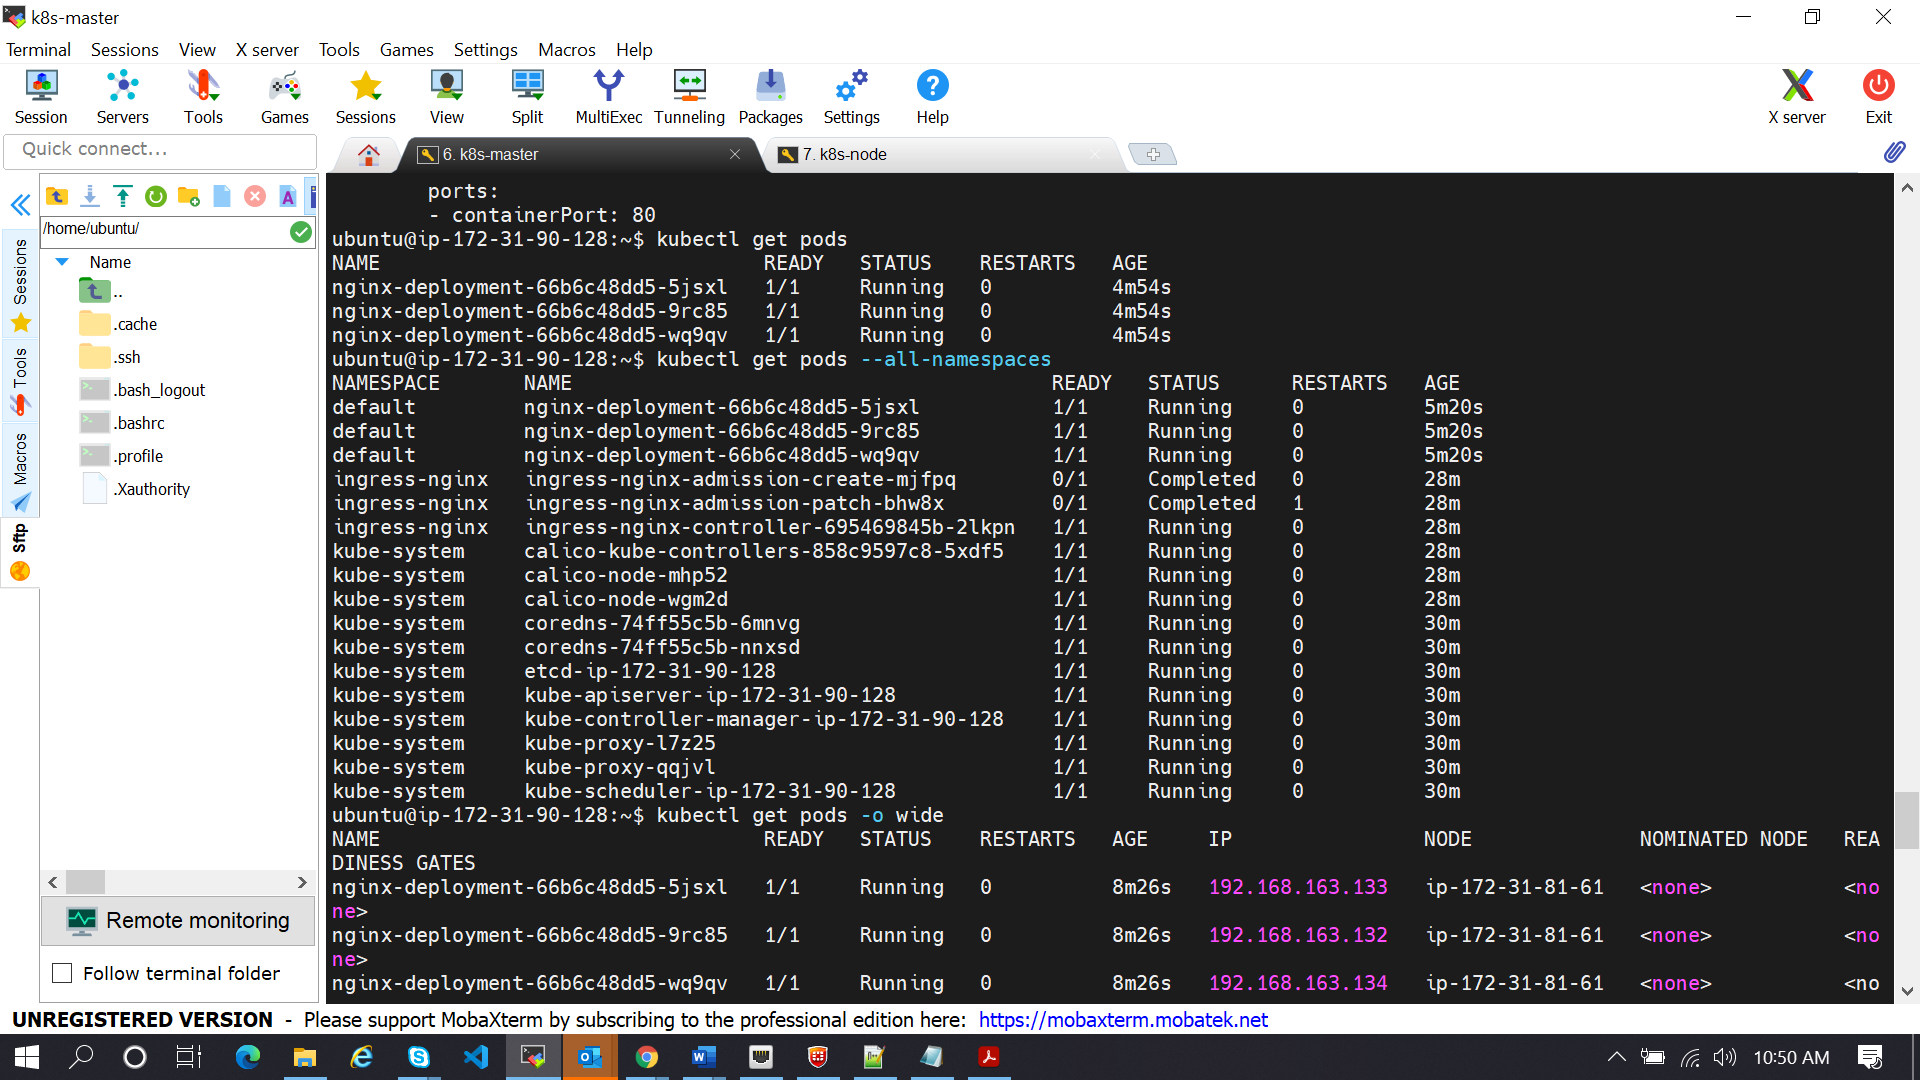 k8s-master
Terminal Sessions View X server Tools Games Settings Macros Help
Session Servers Tools Games Sessions View Split MultiExec Tunneling Packages Settings Help X server Exit
Quick connect...
6. k8s-master
7. k8s-node
/home/ubuntu/
Name
..
.cache
.ssh
.bash_logout
.bashrc
.profile
.Xauthority
Sessions
Tools
Macros
Sftp
Remote monitoring
Follow terminal folder
ports:
- containerPort: 80
ubuntu@ip-172-31-90-128:~$ kubectl get pods
NAME READY STATUS RESTARTS AGE
nginx-deployment-66b6c48dd5-5jsxl 1/1 Running 0 4m54s
nginx-deployment-66b6c48dd5-9rc85 1/1 Running 0 4m54s
nginx-deployment-66b6c48dd5-wq9qv 1/1 Running 0 4m54s
ubuntu@ip-172-31-90-128:~$ kubectl get pods --all-namespaces
NAMESPACE NAME READY STATUS RESTARTS AGE
default nginx-deployment-66b6c48dd5-5jsxl 1/1 Running 0 5m20s
default nginx-deployment-66b6c48dd5-9rc85 1/1 Running 0 5m20s
default nginx-deployment-66b6c48dd5-wq9qv 1/1 Running 0 5m20s
ingress-nginx ingress-nginx-admission-create-mjfpq 0/1 Completed 0 28m
ingress-nginx ingress-nginx-admission-patch-bhw8x 0/1 Completed 1 28m
ingress-nginx ingress-nginx-controller-695469845b-2lkpn 1/1 Running 0 28m
kube-system calico-kube-controllers-858c9597c8-5xdf5 1/1 Running 0 28m
kube-system calico-node-mhp52 1/1 Running 0 28m
kube-system calico-node-wgm2d 1/1 Running 0 28m
kube-system coredns-74ff55c5b-6mnvg 1/1 Running 0 30m
kube-system coredns-74ff55c5b-nnxsd 1/1 Running 0 30m
kube-system etcd-ip-172-31-90-128 1/1 Running 0 30m
kube-system kube-apiserver-ip-172-31-90-128 1/1 Running 0 30m
kube-system kube-controller-manager-ip-172-31-90-128 1/1 Running 0 30m
kube-system kube-proxy-l7z25 1/1 Running 0 30m
kube-system kube-proxy-qqjvl 1/1 Running 0 30m
kube-system kube-scheduler-ip-172-31-90-128 1/1 Running 0 30m
ubuntu@ip-172-31-90-128:~$ kubectl get pods -o wide
NAME READY STATUS RESTARTS AGE IP NODE NOMINATED NODE REA
DINESS GATES
nginx-deployment-66b6c48dd5-5jsxl 1/1 Running 0 8m26s 192.168.163.133 ip-172-31-81-61 <none> <no
ne>
nginx-deployment-66b6c48dd5-9rc85 1/1 Running 0 8m26s 192.168.163.132 ip-172-31-81-61 <none> <no
ne>
nginx-deployment-66b6c48dd5-wq9qv 1/1 Running 0 8m26s 192.168.163.134 ip-172-31-81-61 <none> <no
UNREGISTERED VERSION - Please support MobaXterm by subscribing to the professional edition here: https://mobaxterm.mobatek.net
10:50 AM